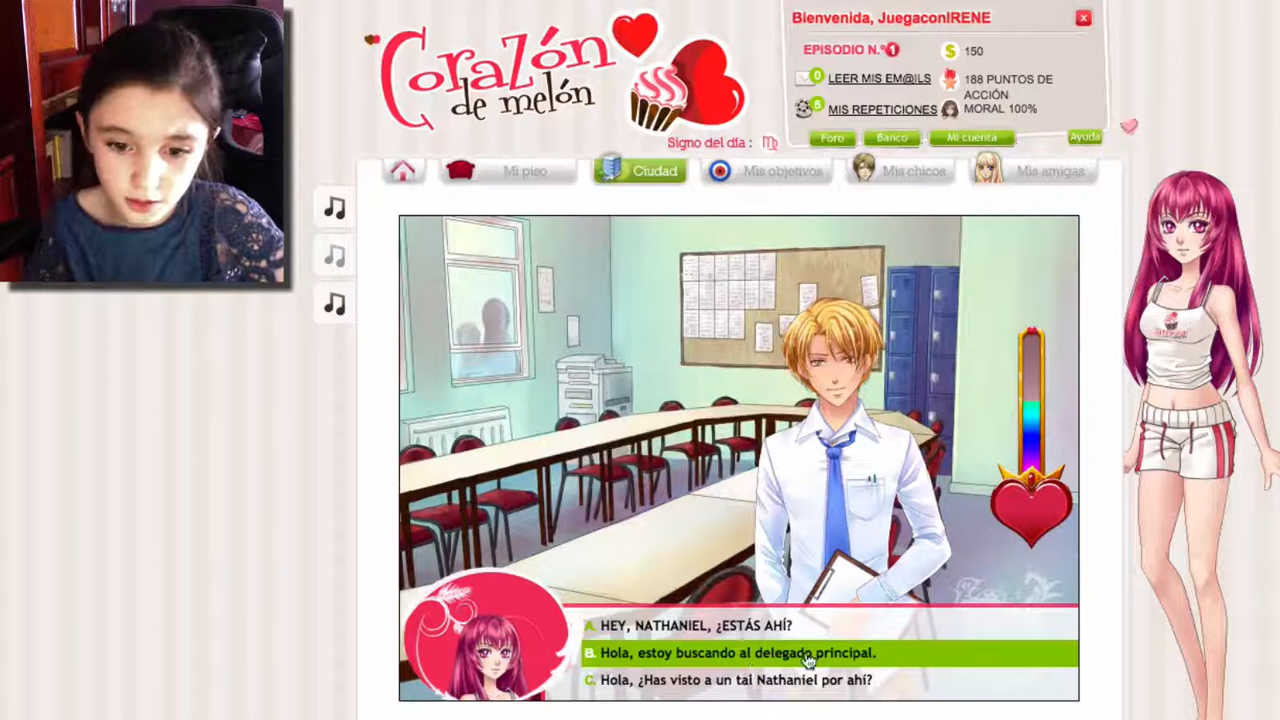 Corazón
de melón
Signo del día :
Bienvenida, JuegaconIRENE
x
EPISODIO N.º 1
$ 150
0 LEER MIS EM@ILS
188 PUNTOS DE
ACCIÓN
5 MIS REPETICIONES
MORAL 100%
Foro
Banco
Mi cuenta
Ayuda
Mi piso
Ciudad
Mis objetivos
Mis chicos
Mis amigas
A. HEY, NATHANIEL, ¿ESTÁS AHÍ?
B. Hola, estoy buscando al delegado principal.
C. Hola, ¿Has visto a un tal Nathaniel por ahí?